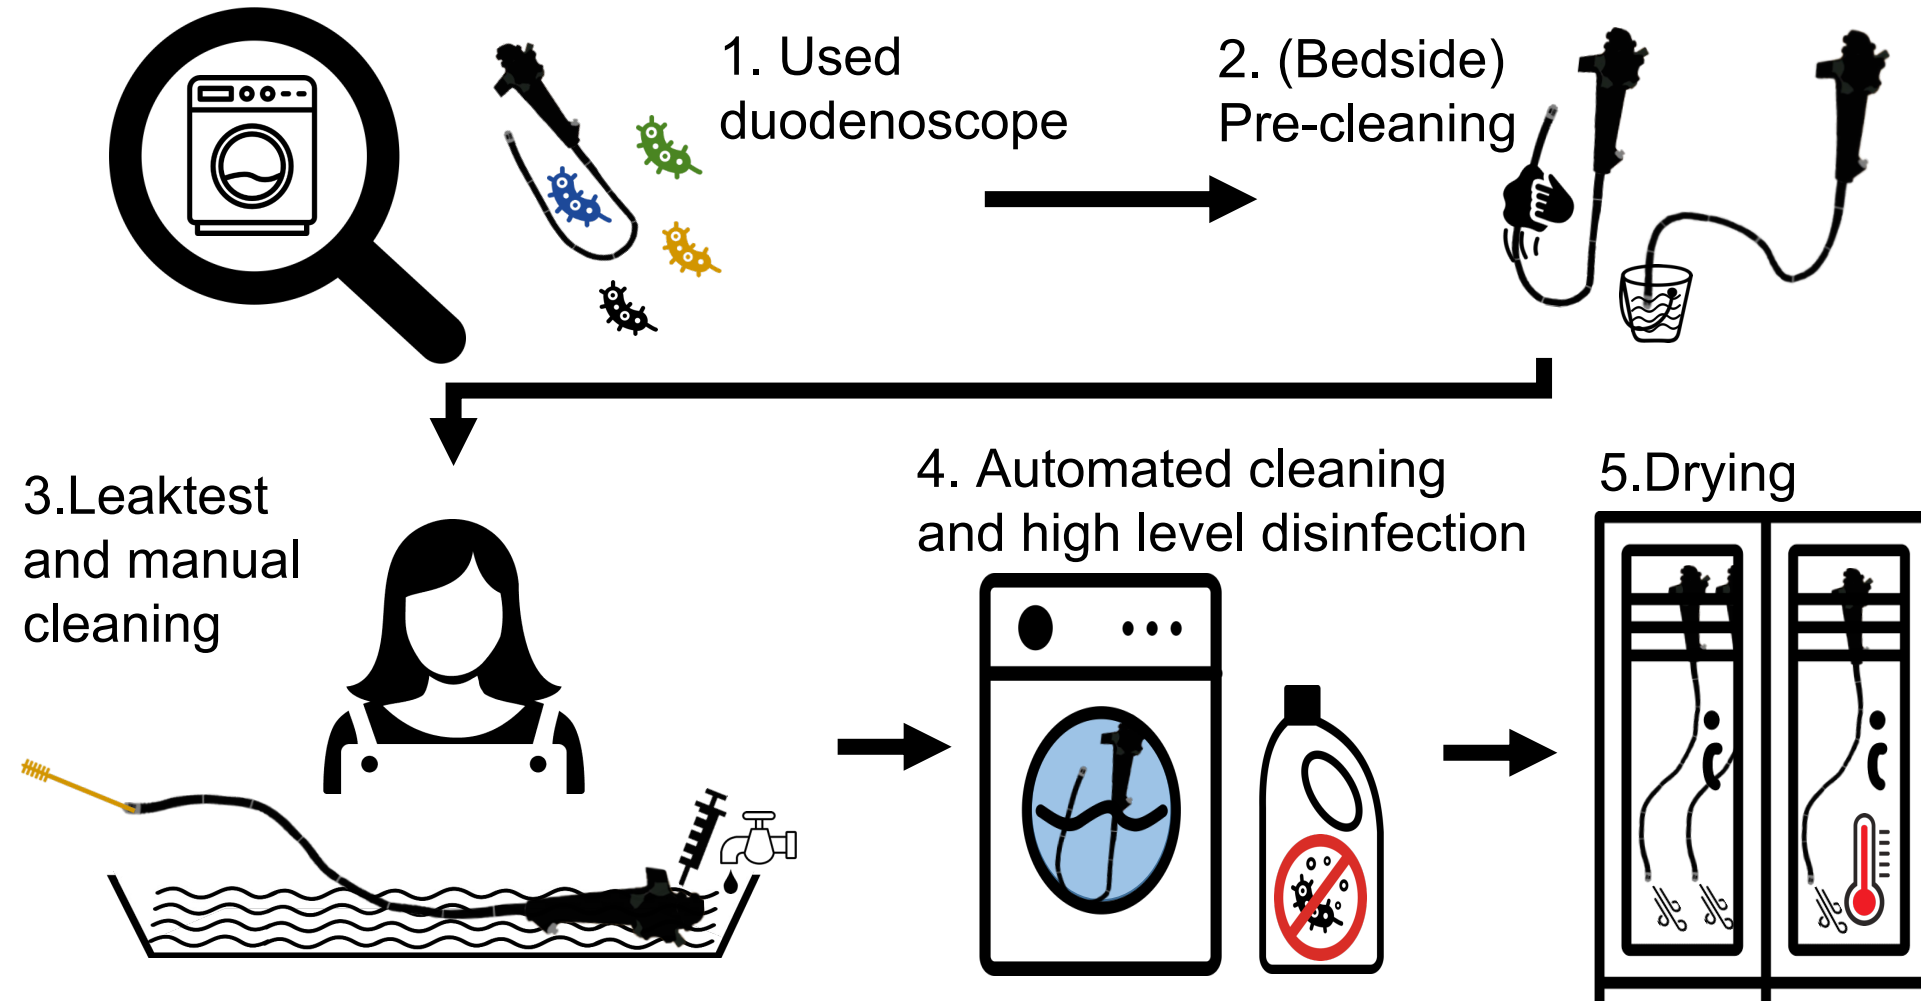 1. Used
duodenoscope
2. (Bedside)
Pre-cleaning
3.Leaktest
and manual
cleaning
4. Automated cleaning
and high level disinfection
5.Drying